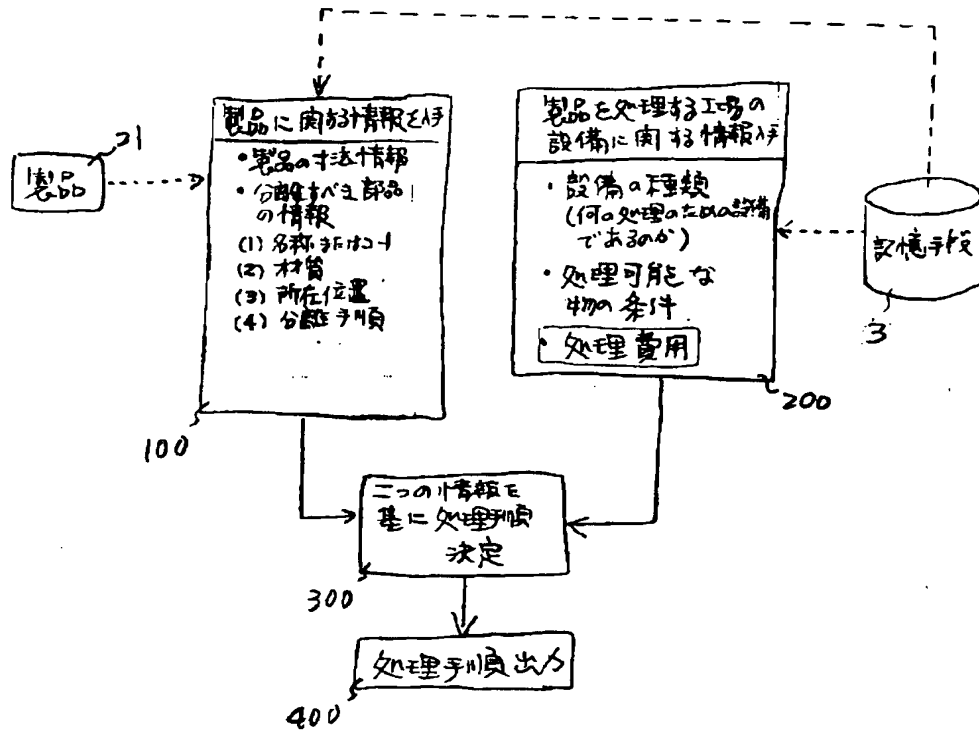 21
製品
製品に関する情報を入手
・製品の寸法情報
・分離すべき部品
の情報
(1) 名称またはコード
(2) 材質
(3) 所在位置
(4) 分離手順
100
製品を処理する工場の
設備に関する情報入手
・設備の種類
(何の処理のための設備
であるのか)
・処理可能な
物の条件
・処理費用
200
記憶手段
3
二つの情報を
基に処理手順
決定
300
処理手順出力
400